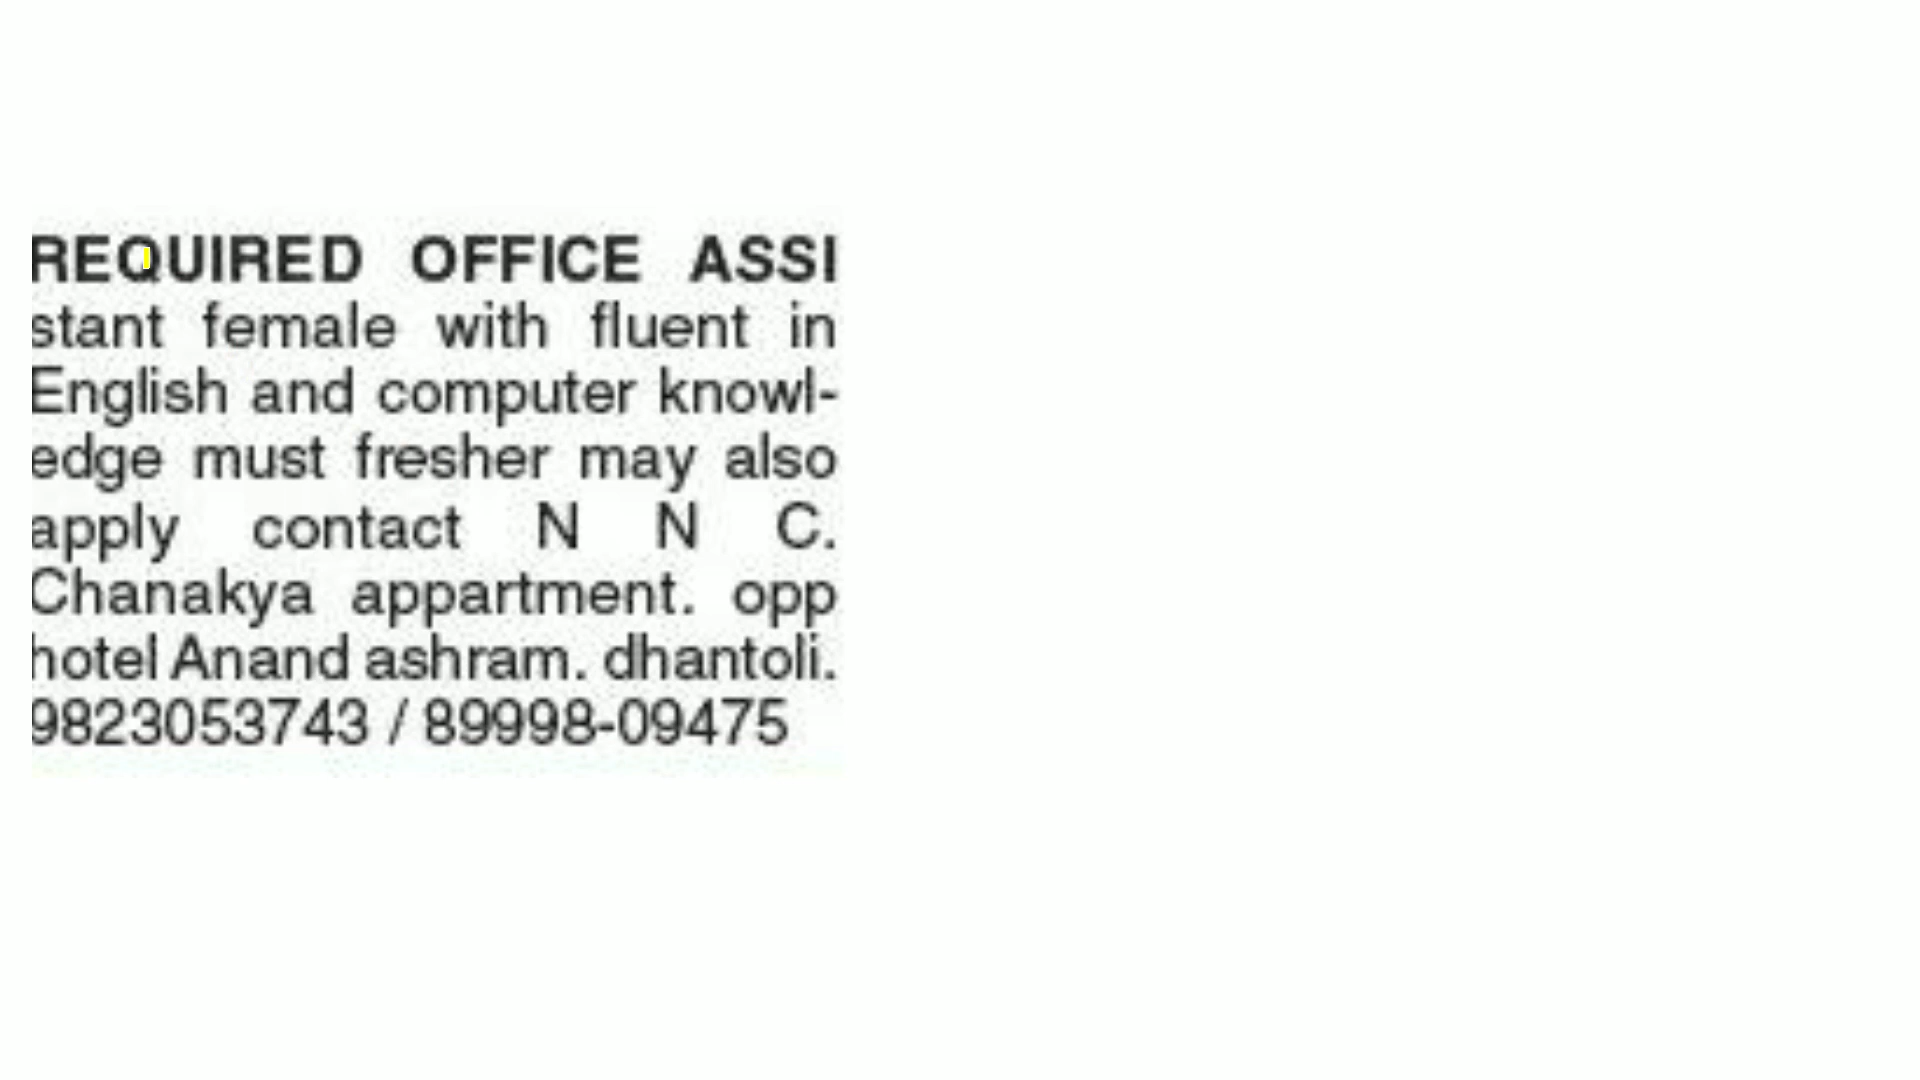 REQUIRED OFFICE ASSI
stant female with fluent in
English and computer knowl-
edge must fresher may also
apply contact N N C.
Chanakya appartment. opp
hotel Anand ashram. dhantoli.
9823053743 / 89998-09475